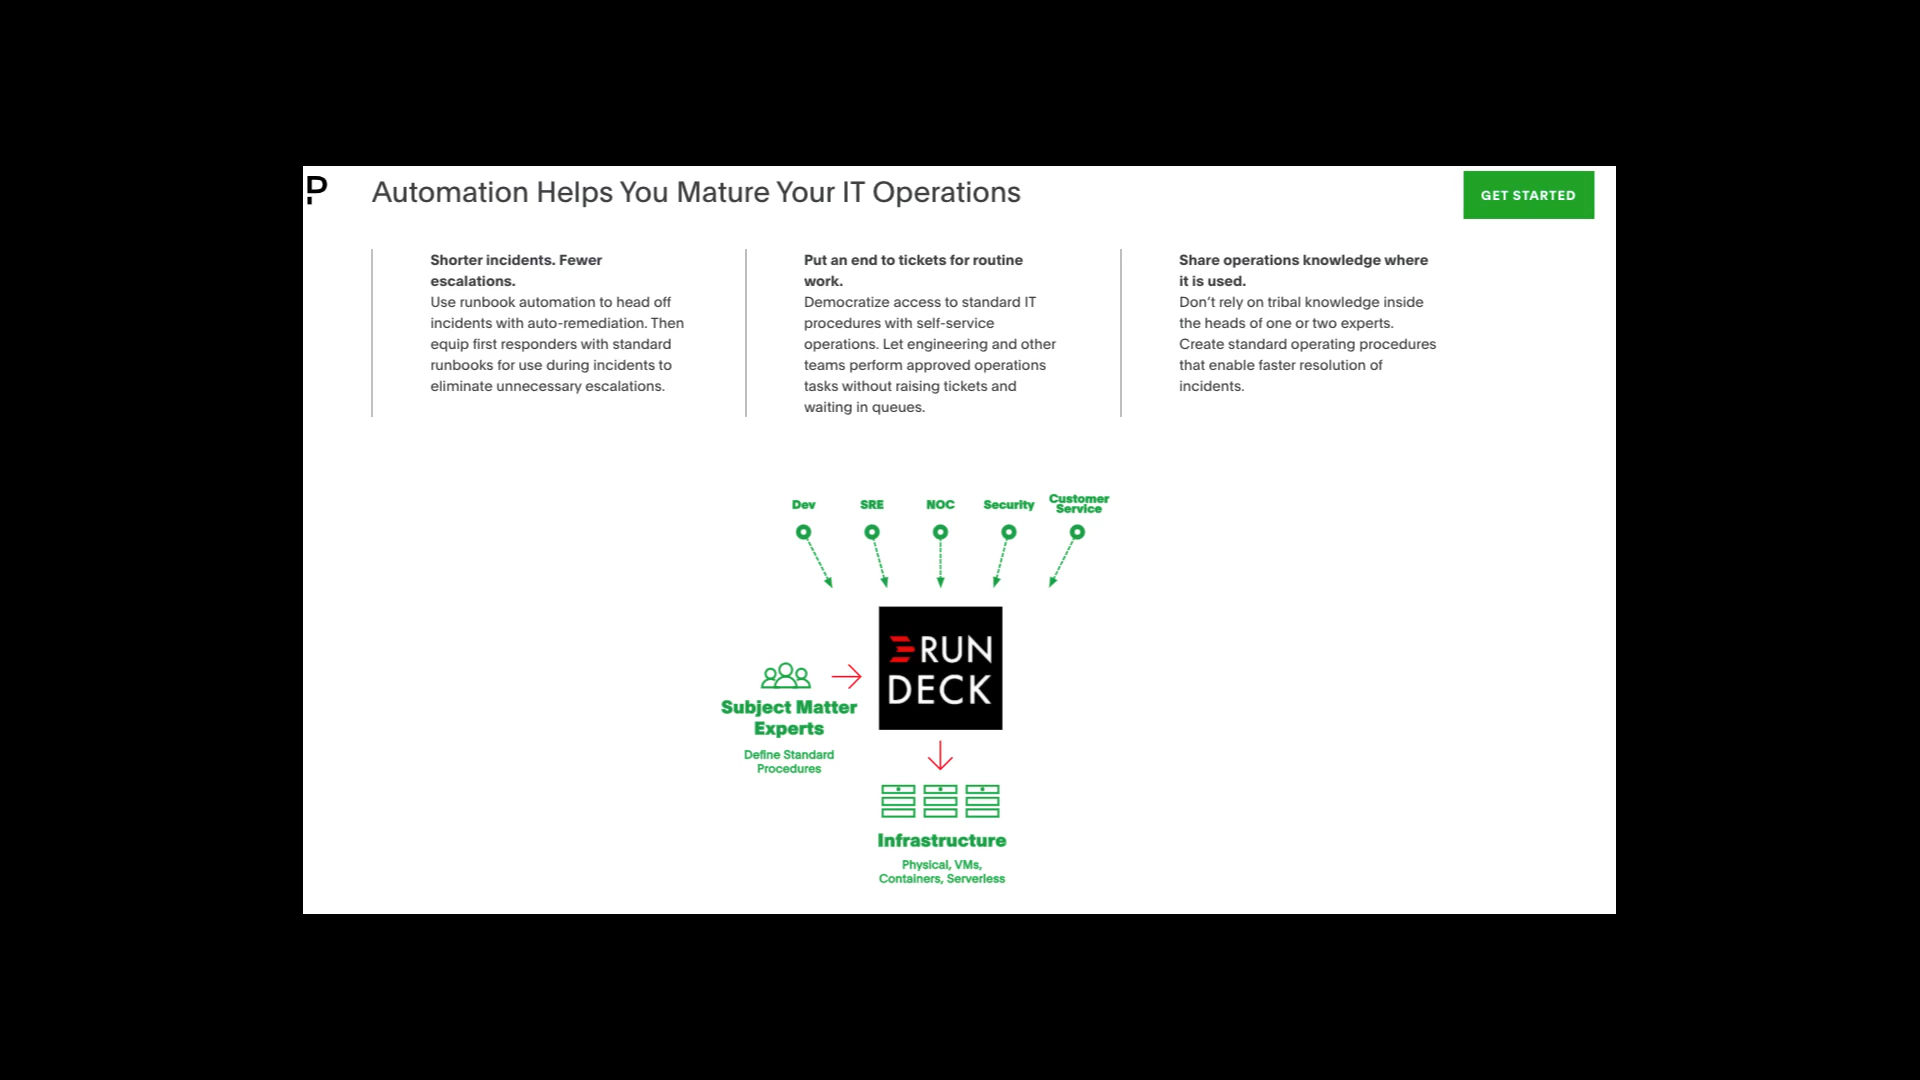 P
Automation Helps You Mature Your IT Operations
GET STARTED
Shorter incidents. Fewer
escalations.
Use runbook automation to head off
incidents with auto-remediation. Then
equip first responders with standard
runbooks for use during incidents to
eliminate unnecessary escalations.
Put an end to tickets for routine
work.
Democratize access to standard IT
procedures with self-service
operations. Let engineering and other
teams perform approved operations
tasks without raising tickets and
waiting in queues.
Share operations knowledge where
it is used.
Don’t rely on tribal knowledge inside
the heads of one or two experts.
Create standard operating procedures
that enable faster resolution of
incidents.
Dev
SRE
NOC
Security
Customer
Service
RUN
DECK
Subject Matter
Experts
Define Standard
Procedures
Infrastructure
Physical, VMs,
Containers, Serverless